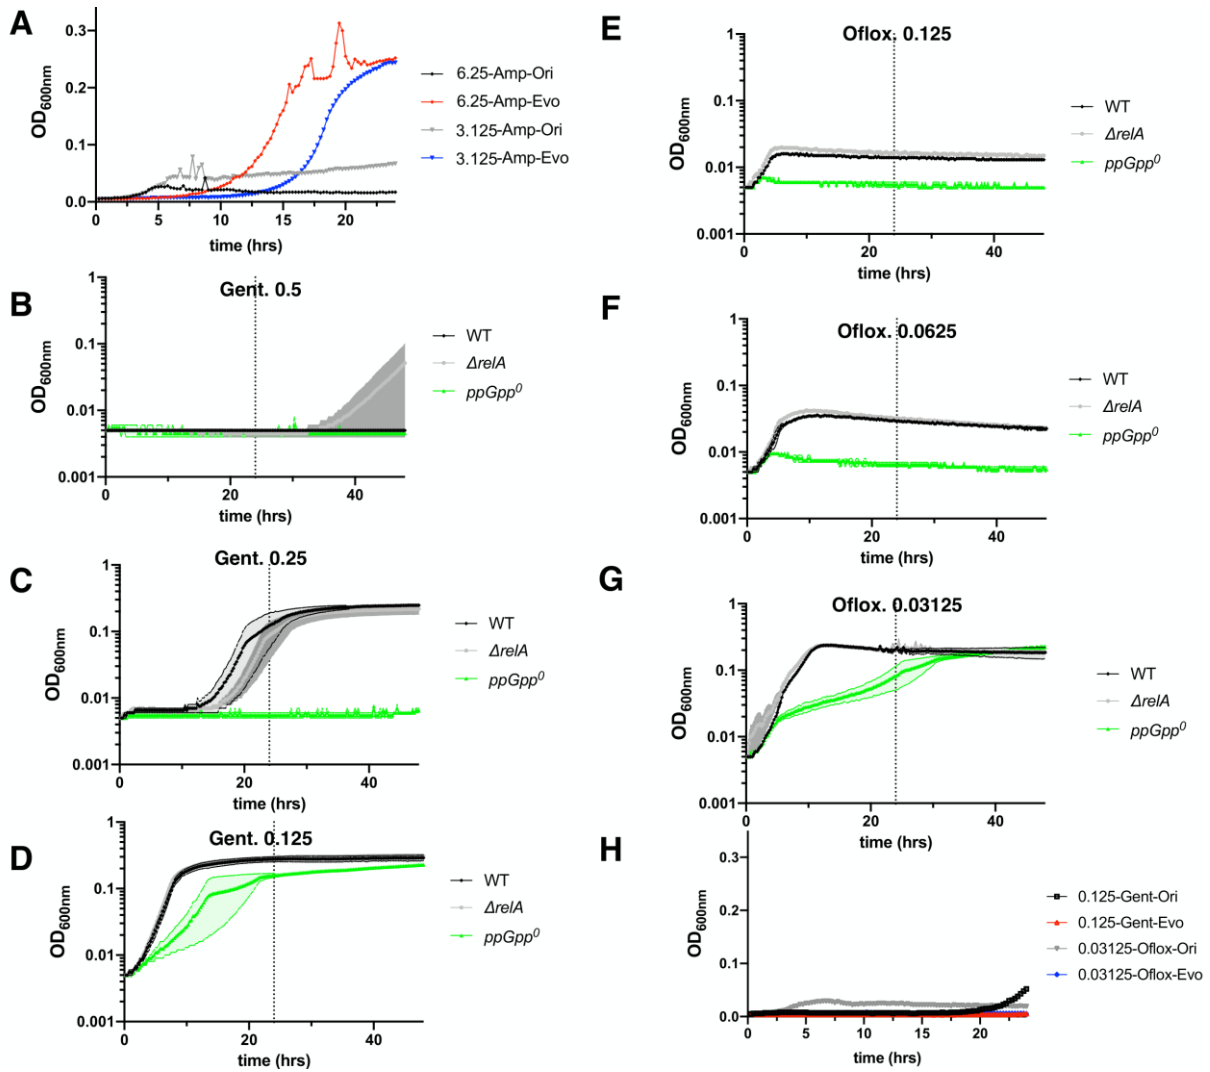 A
OD600nm
0.3
0.2
0.1
0.0
0 5 10 15 20
time (hrs)
6.25-Amp-Ori
6.25-Amp-Evo
3.125-Amp-Ori
3.125-Amp-Evo
B
Gent. 0.5
OD600nm
1
0.1
0.01
0.001
0 20 40
time (hrs)
WT
ΔrelA
ppGpp0
C
Gent. 0.25
OD600nm
1
0.1
0.01
0.001
0 20 40
time (hrs)
WT
ΔrelA
ppGpp0
D
Gent. 0.125
OD600nm
1
0.1
0.01
0.001
0 20 40
time (hrs)
WT
ΔrelA
ppGpp0
E
Oflox. 0.125
OD600nm
1
0.1
0.01
0.001
0 20 40
time (hrs)
WT
ΔrelA
ppGpp0
F
Oflox. 0.0625
OD600nm
1
0.1
0.01
0.001
0 20 40
time (hrs)
WT
ΔrelA
ppGpp0
G
Oflox. 0.03125
OD600nm
1
0.1
0.01
0.001
0 20 40
time (hrs)
WT
ΔrelA
ppGpp0
H
OD600nm
0.3
0.2
0.1
0.0
0 5 10 15 20
time (hrs)
0.125-Gent-Ori
0.125-Gent-Evo
0.03125-Oflox-Ori
0.03125-Oflox-Evo